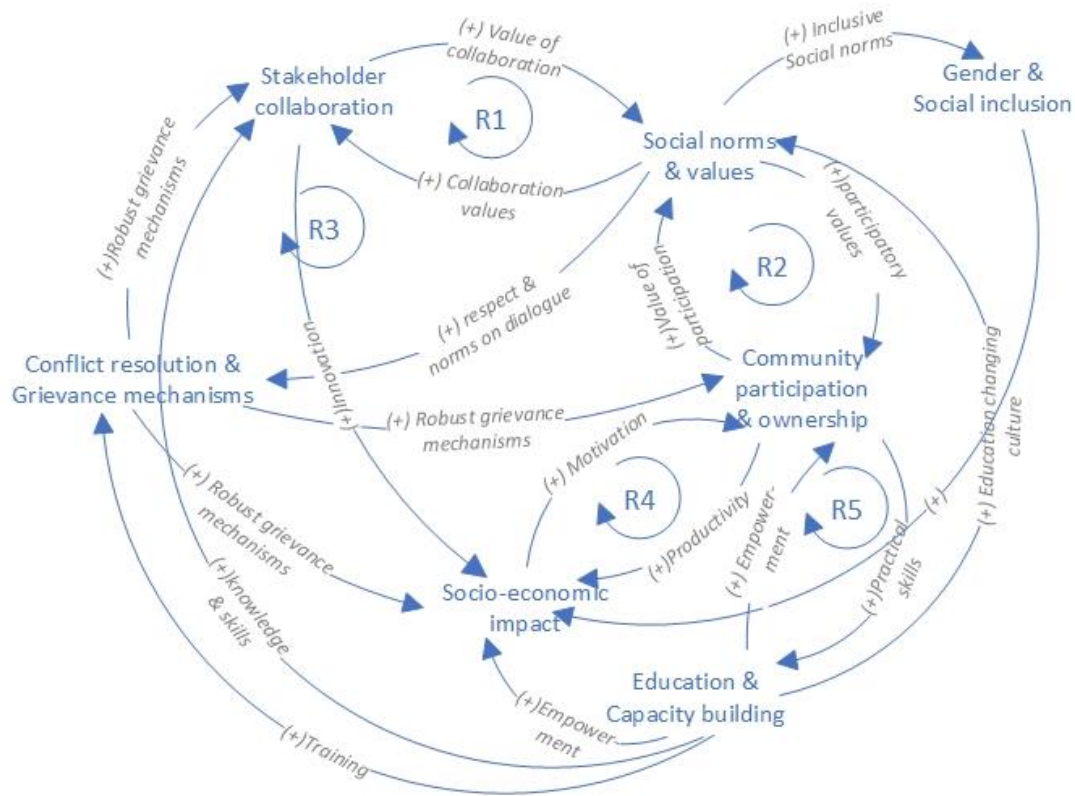 (+) Value of
collaboration
(+) Inclusive
Social norms
Stakeholder
collaboration
Gender &
Social inclusion
R1
Social norms
& values
(+)Robust grievance
mechanisms
(+) Collaboration
values
(+)participatory
values
R3
R2
(+)Value of
participation
(+) respect &
norms on dialogue
(+)Innovation
Conflict resolution &
Grievance mechanisms
Community
participation
& ownership
(+) Robust grievance
mechanisms
(+) Education changing
culture
(+) Motivation
(+) Robust grievance
mechanisms
R4
R5
(+)
(+)Productivity
(+) Empower-
ment
(+)Practical
skills
(+)knowledge
& skills
Socio-economic
impact
Education &
Capacity building
(+)Empower-
ment
(+)Training